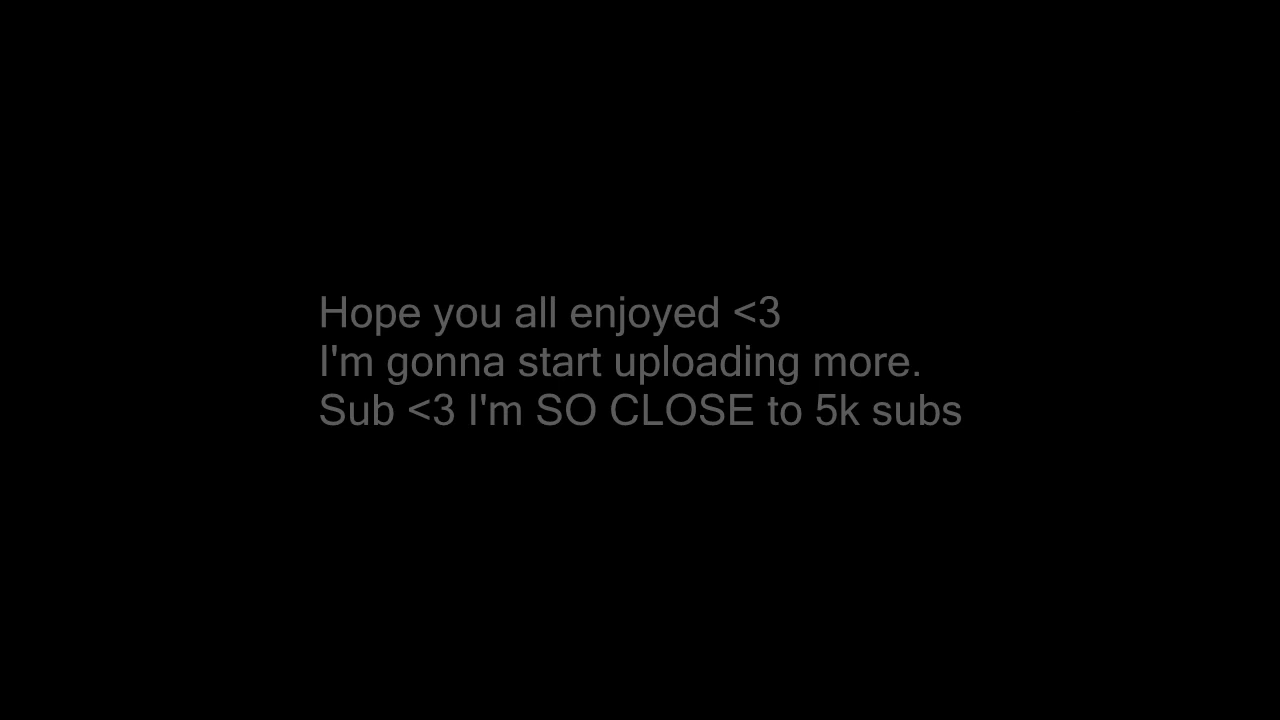 Hope you all enjoyed <3
I'm gonna start uploading more.
Sub <3 I'm SO CLOSE to 5k subs